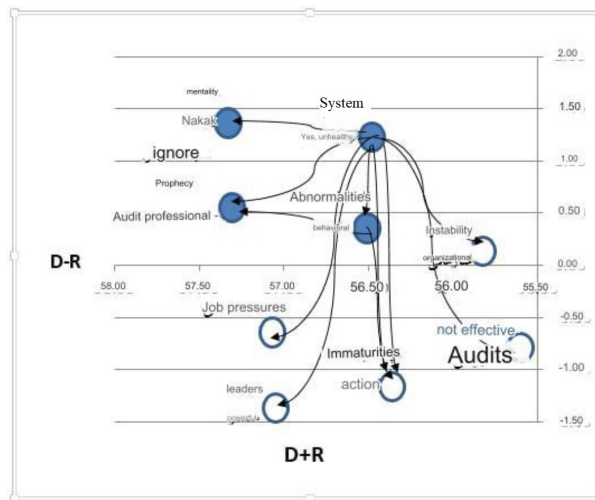 2.00
mentality
System
1.50
Nakak
Yes, unhealthy
ignore
1.00
Prophecy
Abnormalities
0.50
Audit professional -
behavioral
Instability
organizational
0.00
D-R
58.00
57.50
57.00
56.50
56.00
55.50
Job pressures
-0.50
not effective
Immaturities
Audits
-1.00
action
leaders
powerful
-1.50
D+R